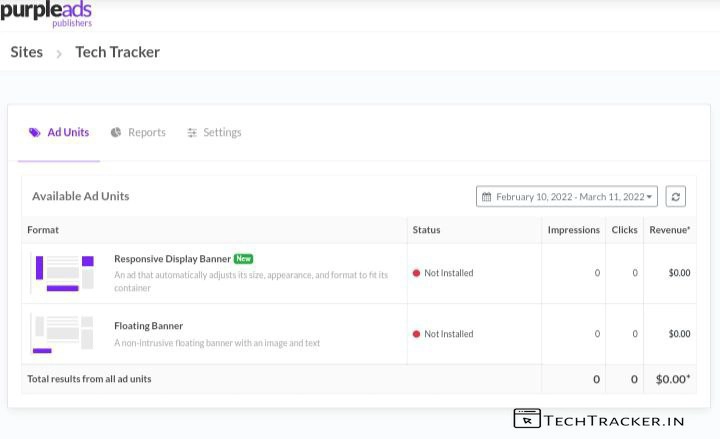 purpleads
publishers
Sites > Tech Tracker
Ad Units Reports Settings
Available Ad Units February 10, 2022 - March 11, 2022
Format Status Impressions Clicks Revenue*
Responsive Display Banner New
An ad that automatically adjusts its size, appearance, and format to fit its
container
Not Installed 0 0 $0.00
Floating Banner
A non-intrusive floating banner with an image and text
Not Installed 0 0 $0.00
Total results from all ad units 0 0 $0.00*
TECHTRACKER.IN